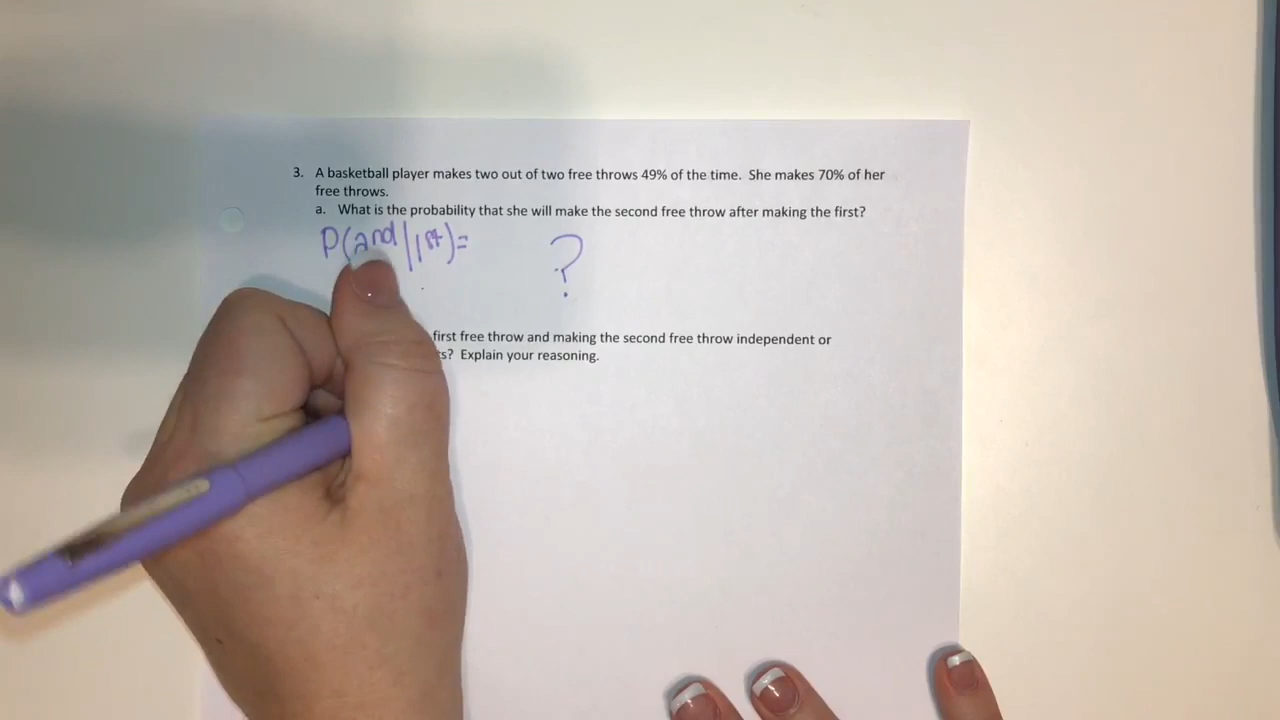 3. A basketball player makes two out of two free throws 49% of the time. She makes 70% of her
free throws.
a. What is the probability that she will make the second free throw after making the first?
P(2nd/1st)= ?
first free throw and making the second free throw independent or
? Explain your reasoning.